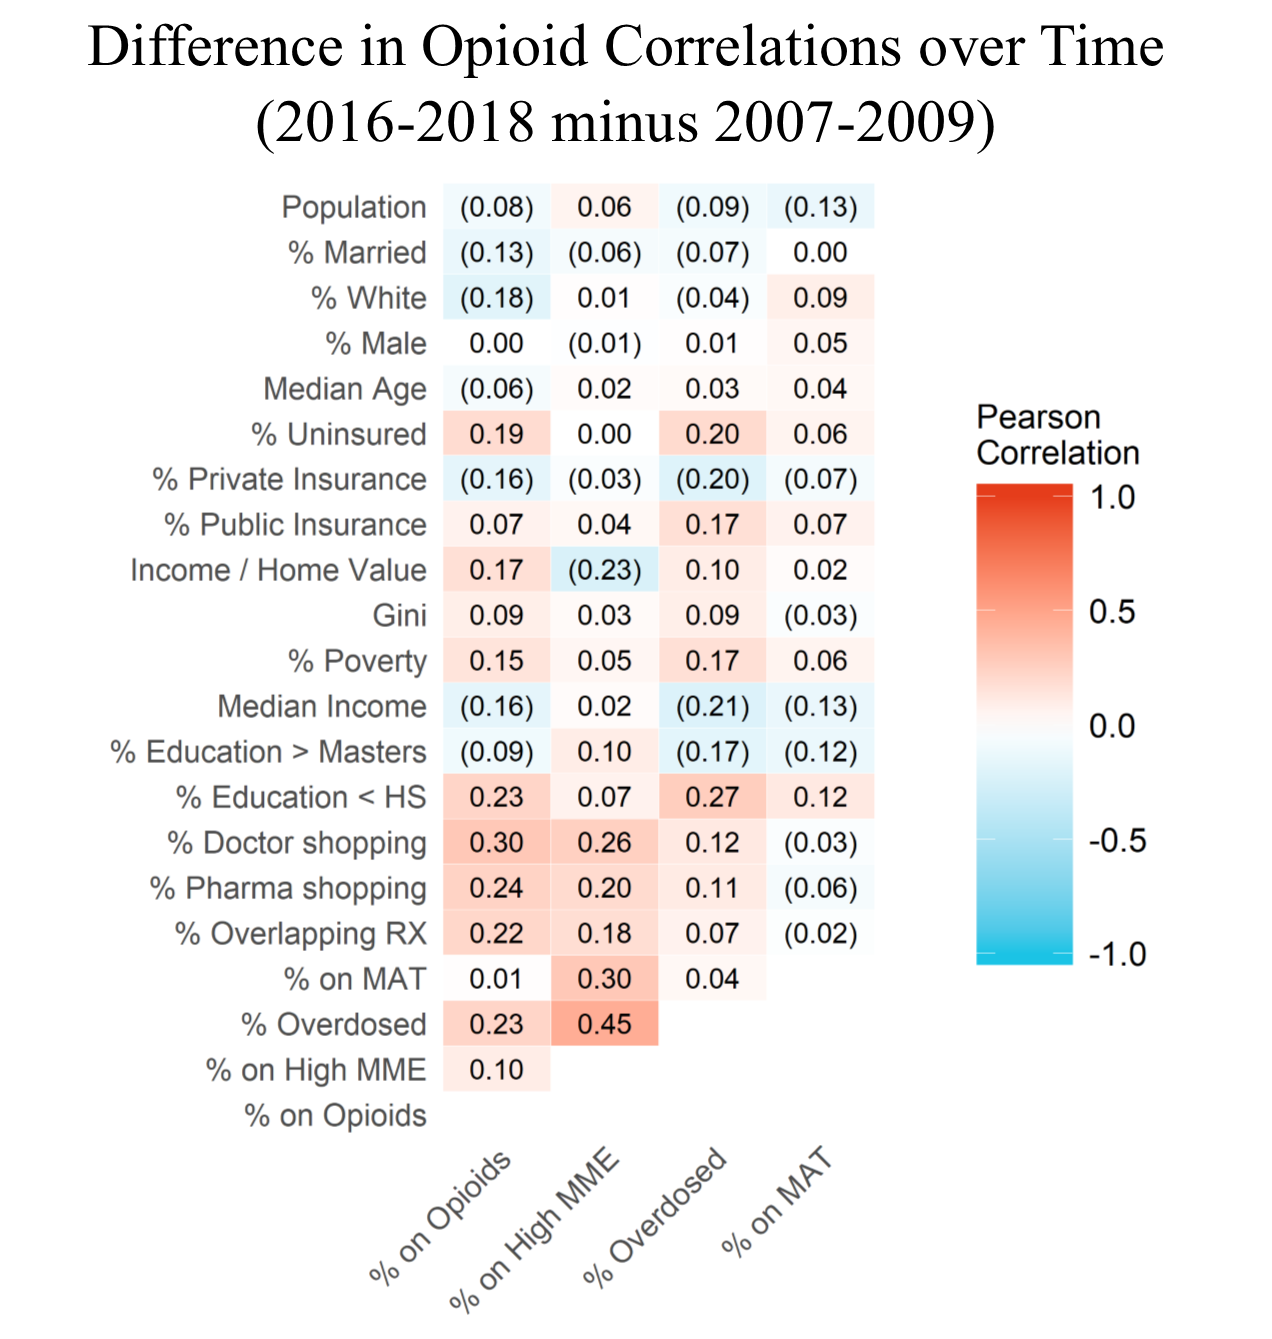 Difference in Opioid Correlations over Time
(2016-2018 minus 2007-2009)
Population (0.08) 0.06 (0.09) (0.13)
% Married (0.13) (0.06) (0.07) 0.00
% White (0.18) 0.01 (0.04) 0.09
% Male 0.00 (0.01) 0.01 0.05
Median Age (0.06) 0.02 0.03 0.04
% Uninsured 0.19 0.00 0.20 0.06
% Private Insurance (0.16) (0.03) (0.20) (0.07)
% Public Insurance 0.07 0.04 0.17 0.07
Income / Home Value 0.17 (0.23) 0.10 0.02
Gini 0.09 0.03 0.09 (0.03)
% Poverty 0.15 0.05 0.17 0.06
Median Income (0.16) 0.02 (0.21) (0.13)
% Education > Masters (0.09) 0.10 (0.17) (0.12)
% Education < HS 0.23 0.07 0.27 0.12
% Doctor shopping 0.30 0.26 0.12 (0.03)
% Pharma shopping 0.24 0.20 0.11 (0.06)
% Overlapping RX 0.22 0.18 0.07 (0.02)
% on MAT 0.01 0.30 0.04
% Overdosed 0.23 0.45
% on High MME 0.10
% on Opioids
% on Opioids
% on High MME
% Overdosed
% on MAT
Pearson
Correlation
1.0
0.5
0.0
-0.5
-1.0